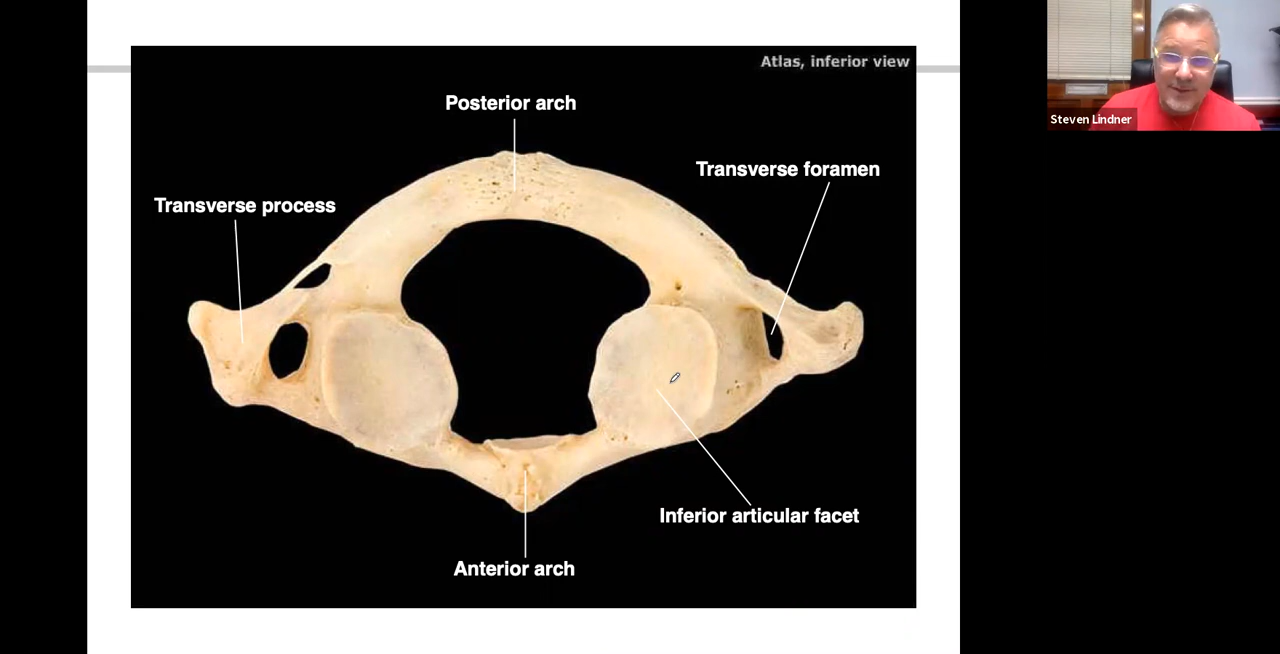 Atlas, inferior view
Posterior arch
Transverse foramen
Transverse process
Inferior articular facet
Anterior arch
Steven Lindner